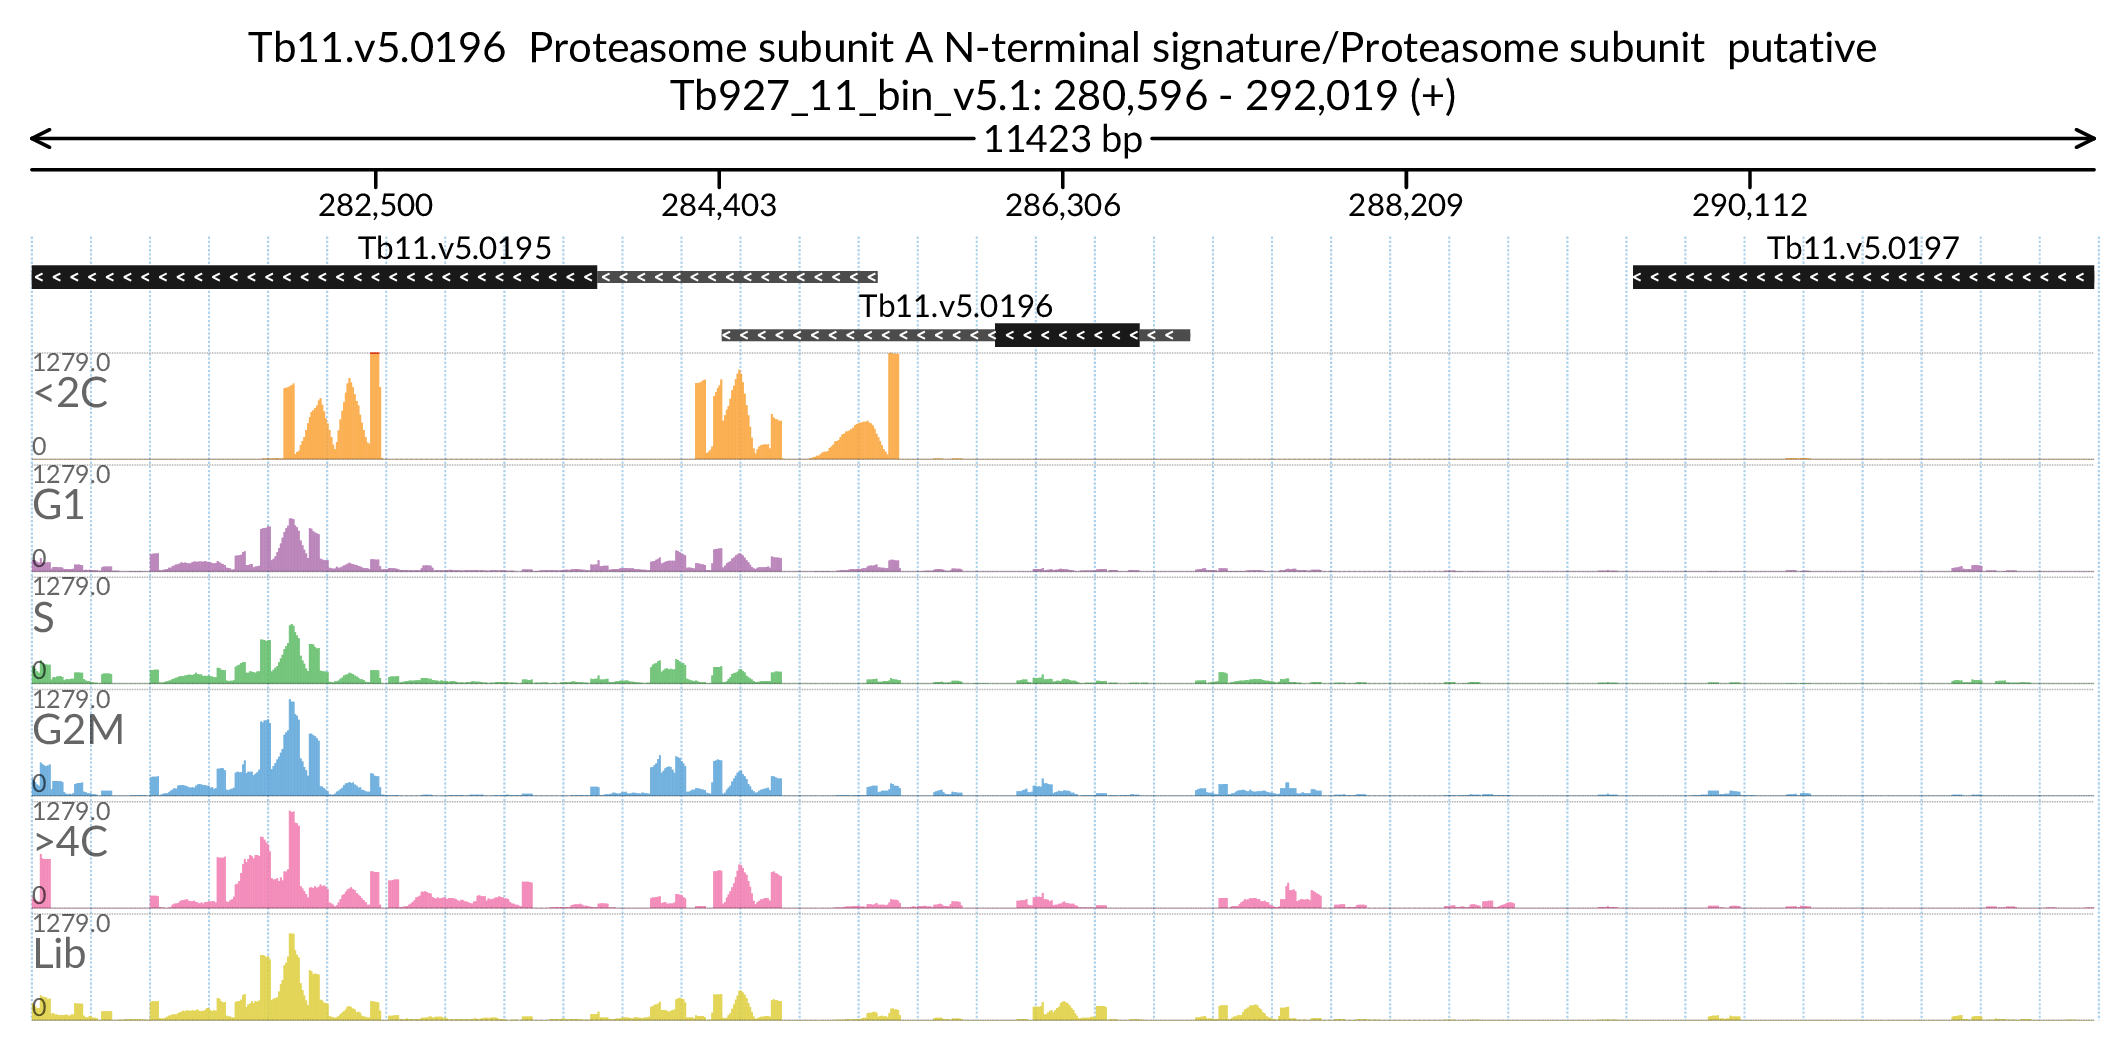 Tb11.v5.0196  Proteasome subunit A N-terminal signature/Proteasome subunit  putative
Tb927_11_bin_v5.1: 280,596 - 292,019 (+)
11423 bp
282,500 284,403 286,306 288,209 290,112
Tb11.v5.0195 Tb11.v5.0197
Tb11.v5.0196
1279.0
<2C
0
1279.0
G1
0
1279.0
S
0
1279.0
G2M
0
1279.0
>4C
0
1279.0
Lib
0